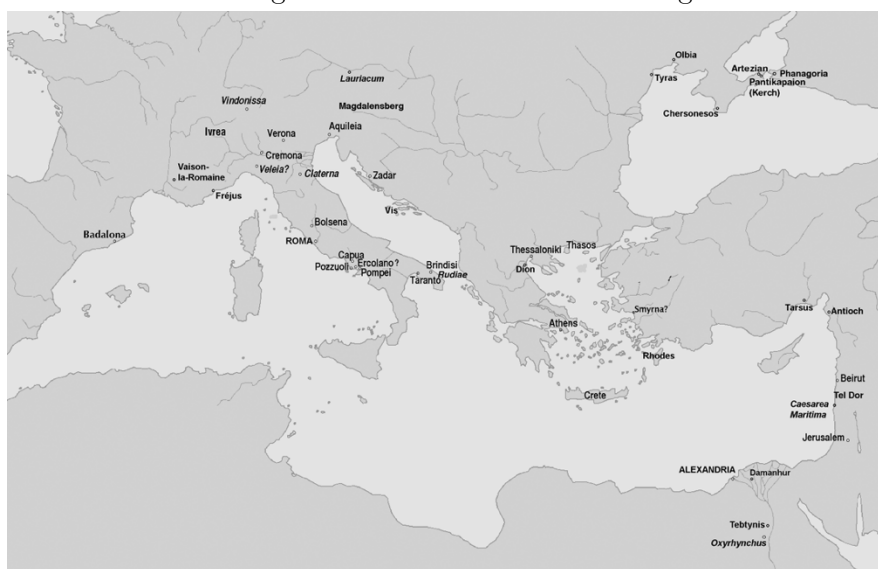 Olbia
Artezian
Phanagoria
Tyras
Pantikapaion
(Kerch)
Lauriacum
Chersonesos
Vindonissa
Magdalensberg
Ivrea
Verona
Aquileia
Cremona
Vaison-
la-Romaine
Veleia?
Claterna
Zadar
Fréjus
Vis
Badalona
Bolsena
ROMA
Thessaloniki
Thasos
Capua
Ercolano?
Brindisi
Pozzuoli
Pompei
Rudiae
Dion
Taranto
Tarsus
Smyrna?
Antioch
Athens
Rhodes
Beirut
Crete
Tel Dor
Caesarea
Maritima
Jerusalem
ALEXANDRIA
Damanhur
Tebtynis
Oxyrhynchus